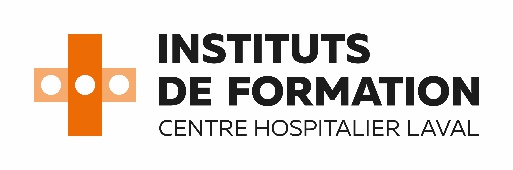 INSTITUTS
DE FORMATION
CENTRE HOSPITALIER LAVAL